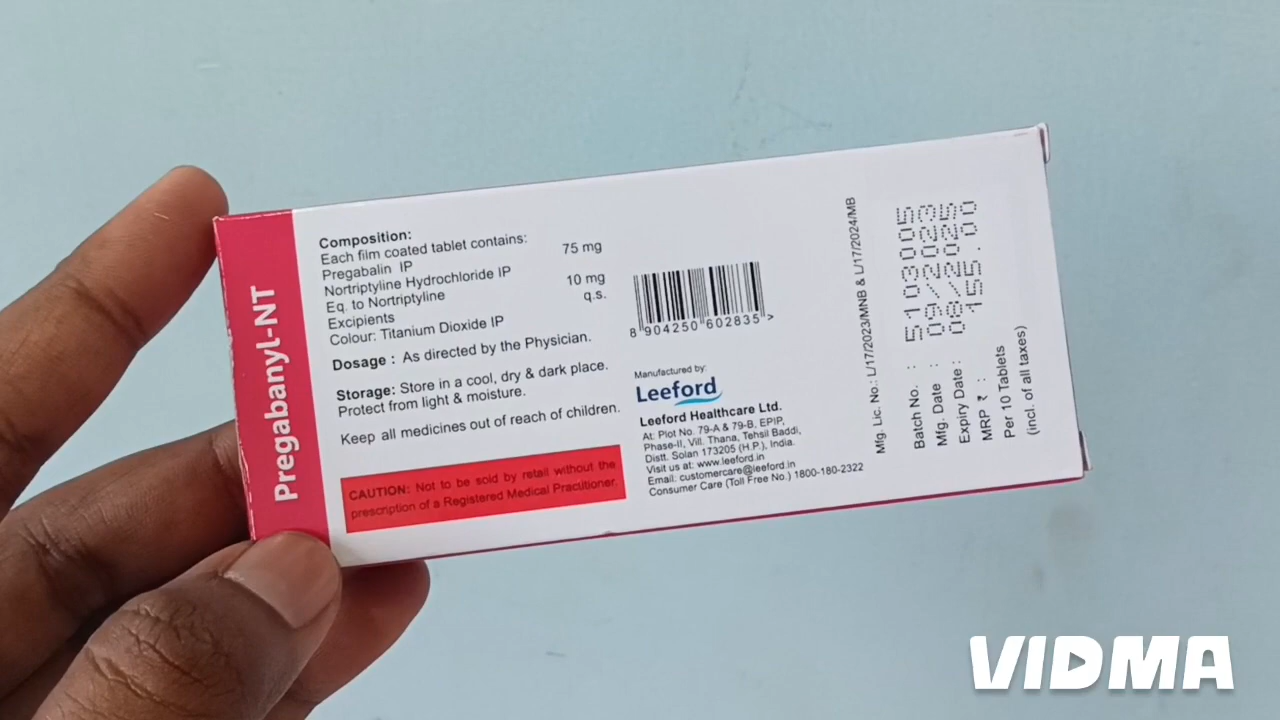 Pregabanyl-NT
Composition:
Each film coated tablet contains:
Pregabalin IP 75 mg
Nortriptyline Hydrochloride IP
Eq. to Nortriptyline 10 mg
Excipients q.s.
Colour: Titanium Dioxide IP
Dosage : As directed by the Physician.
Storage: Store in a cool, dry & dark place.
Protect from light & moisture.
Keep all medicines out of reach of children.
CAUTION: Not to be sold by retail without the
prescription of a Registered Medical Practitioner.
8 904250 602835 >
Manufactured by:
Leeford
Leeford Healthcare Ltd.
At: Plot No. 79-A & 79-B, EPIP,
Phase-II, Vill. Thana, Tehsil Baddi,
Distt. Solan 173205 (H.P.), India.
Visit us at: www.leeford.in
Email: customercare@leeford.in
Consumer Care (Toll Free No.) 1800-180-2322
Mfg. Lic. No.: L/17/2023/MNB & L/17/2024/MB
Batch No. : 5103005
Mfg. Date : 09/2023
Expiry Date : 08/2025
MRP ₹ : 155.00
Per 10 Tablets
(incl. of all taxes)
VIDMA